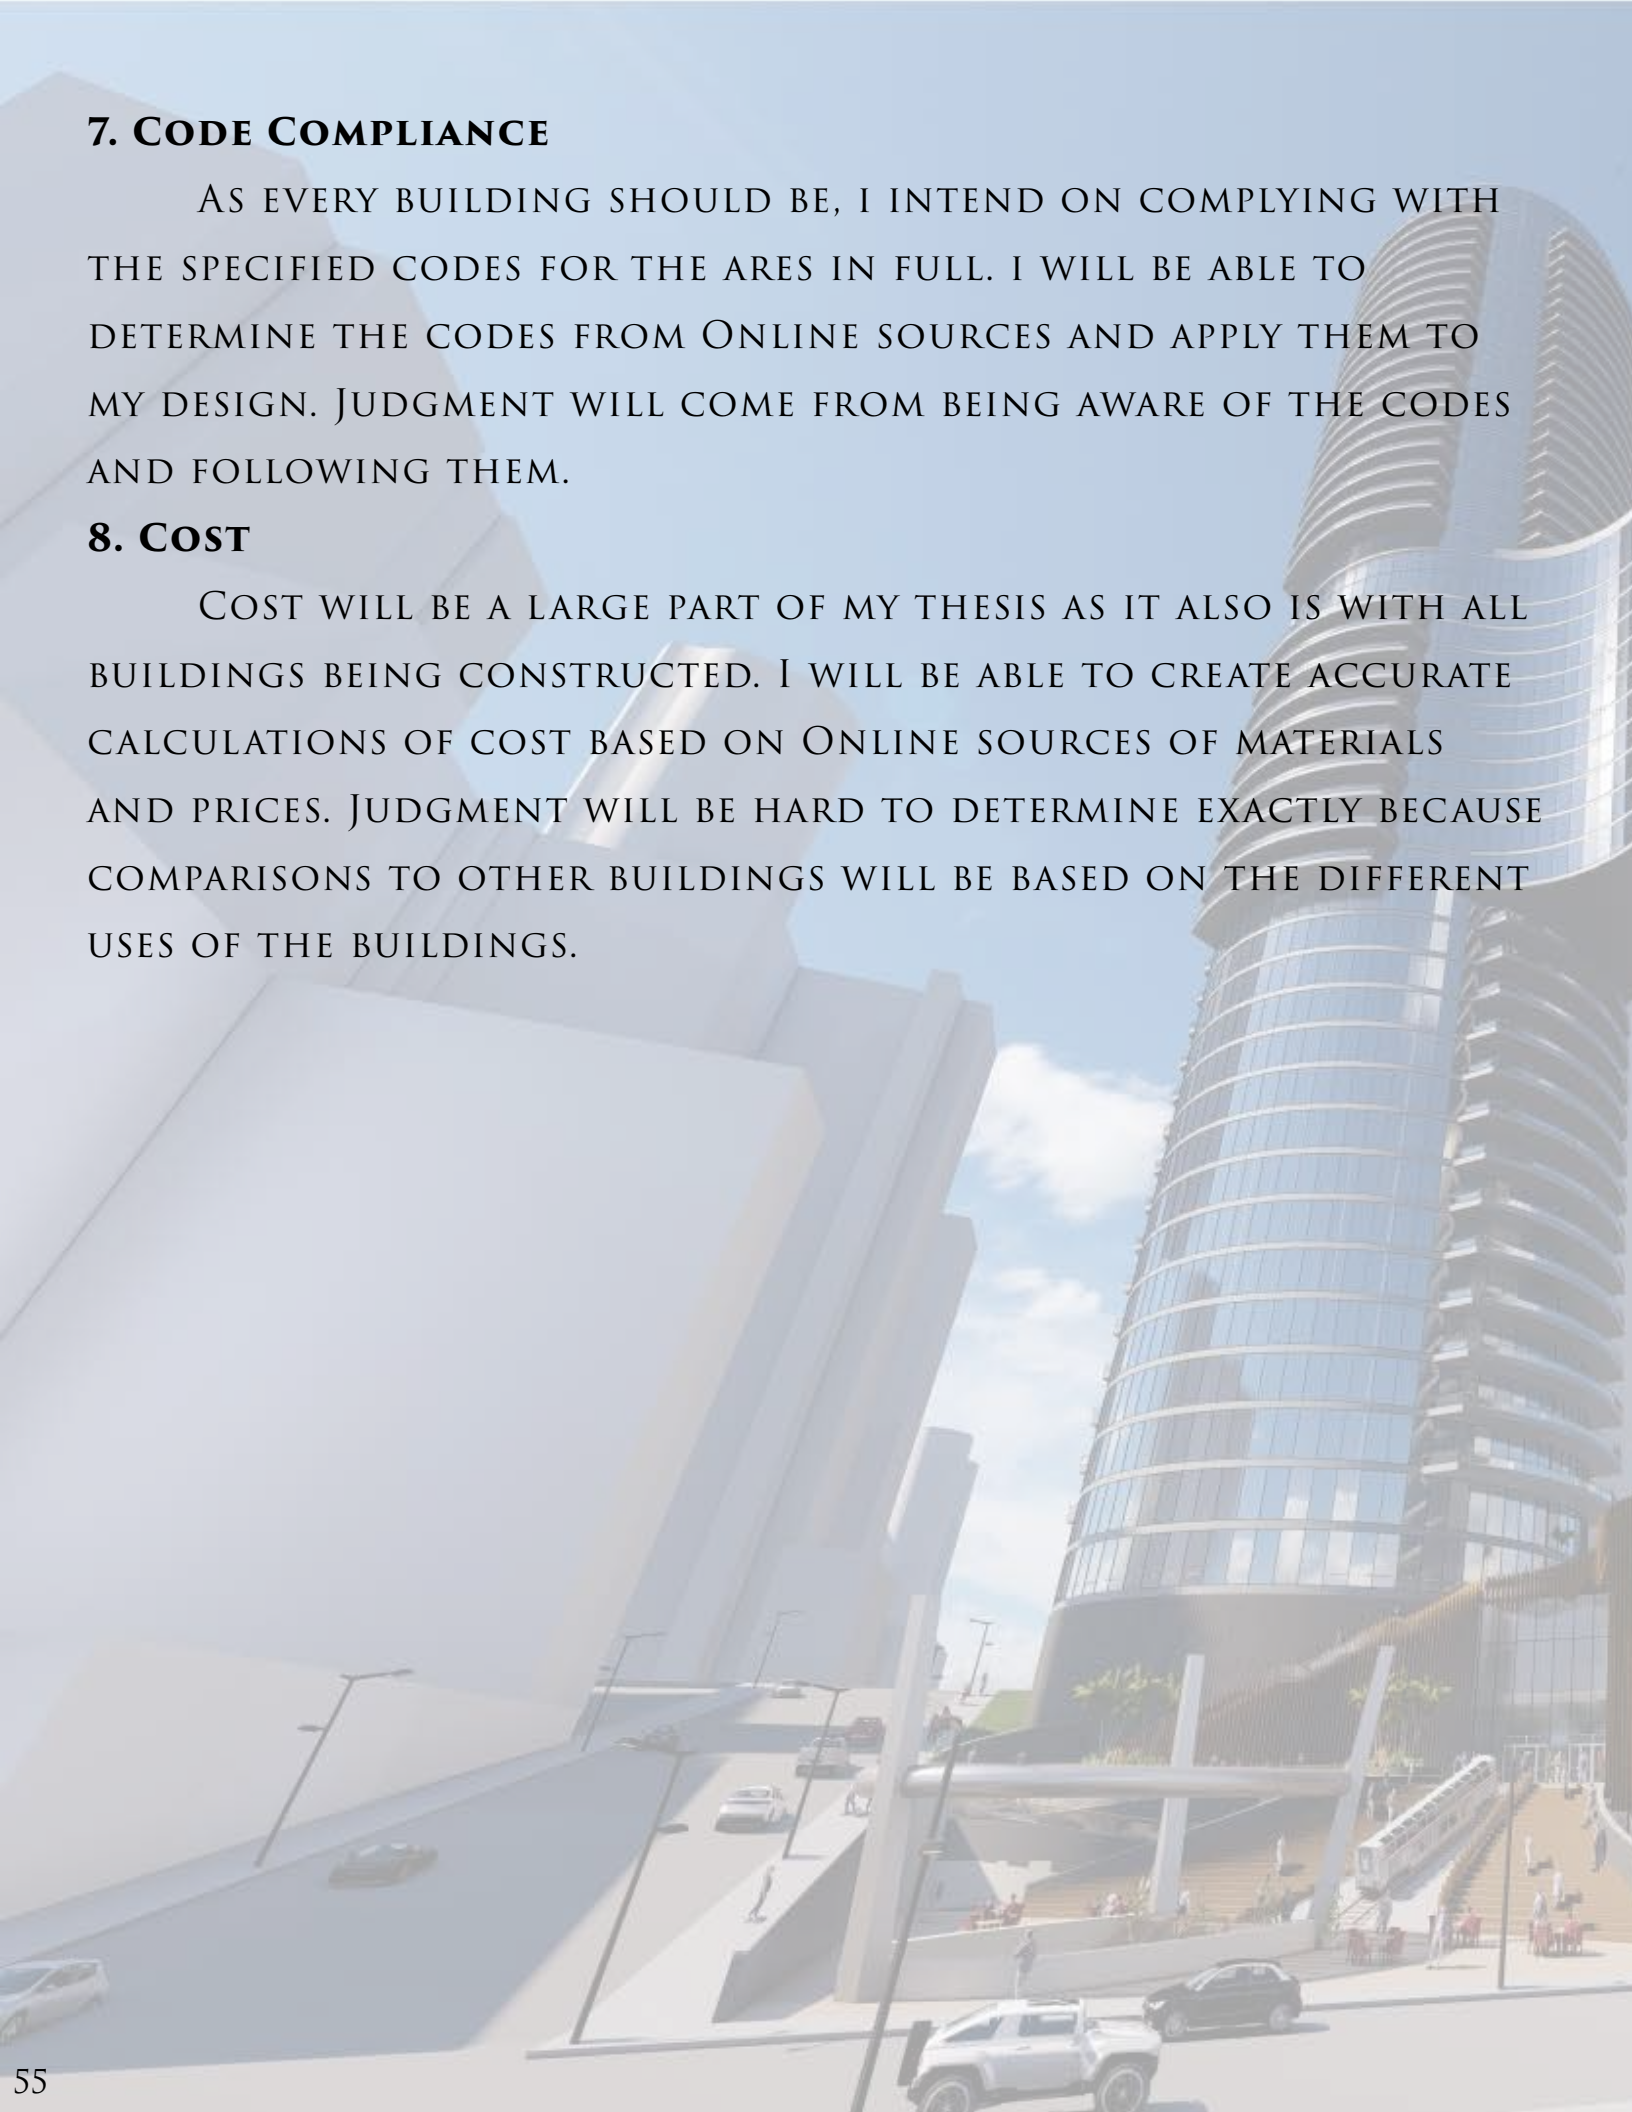 7. Code Compliance
As every building should be, i intend on complying with
the specified codes for the ares in full. i will be able to
determine the codes from Online sources and apply them to
my design. Judgment will come from being aware of the codes
and following them.
8. Cost
Cost will be a large part of my thesis as it also is with all
buildings being constructed. I will be able to create accurate
calculations of cost based on Online sources of materials
and prices. Judgment will be hard to determine exactly because
comparisons to other buildings will be based on the different
uses of the buildings.
55